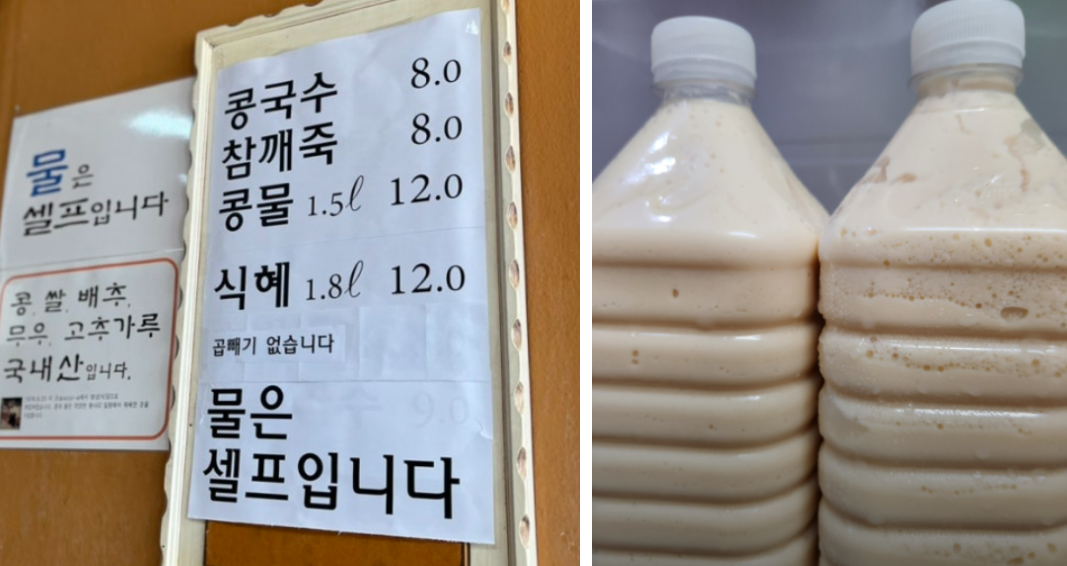 물은
셀프입니다
콩, 쌀, 배추,
무우, 고추가루
국내산입니다.
콩국수 8.0
참깨죽 8.0
콩물 1.5ℓ 12.0
식혜 1.8ℓ 12.0
곱빼기 없습니다
물은
셀프입니다